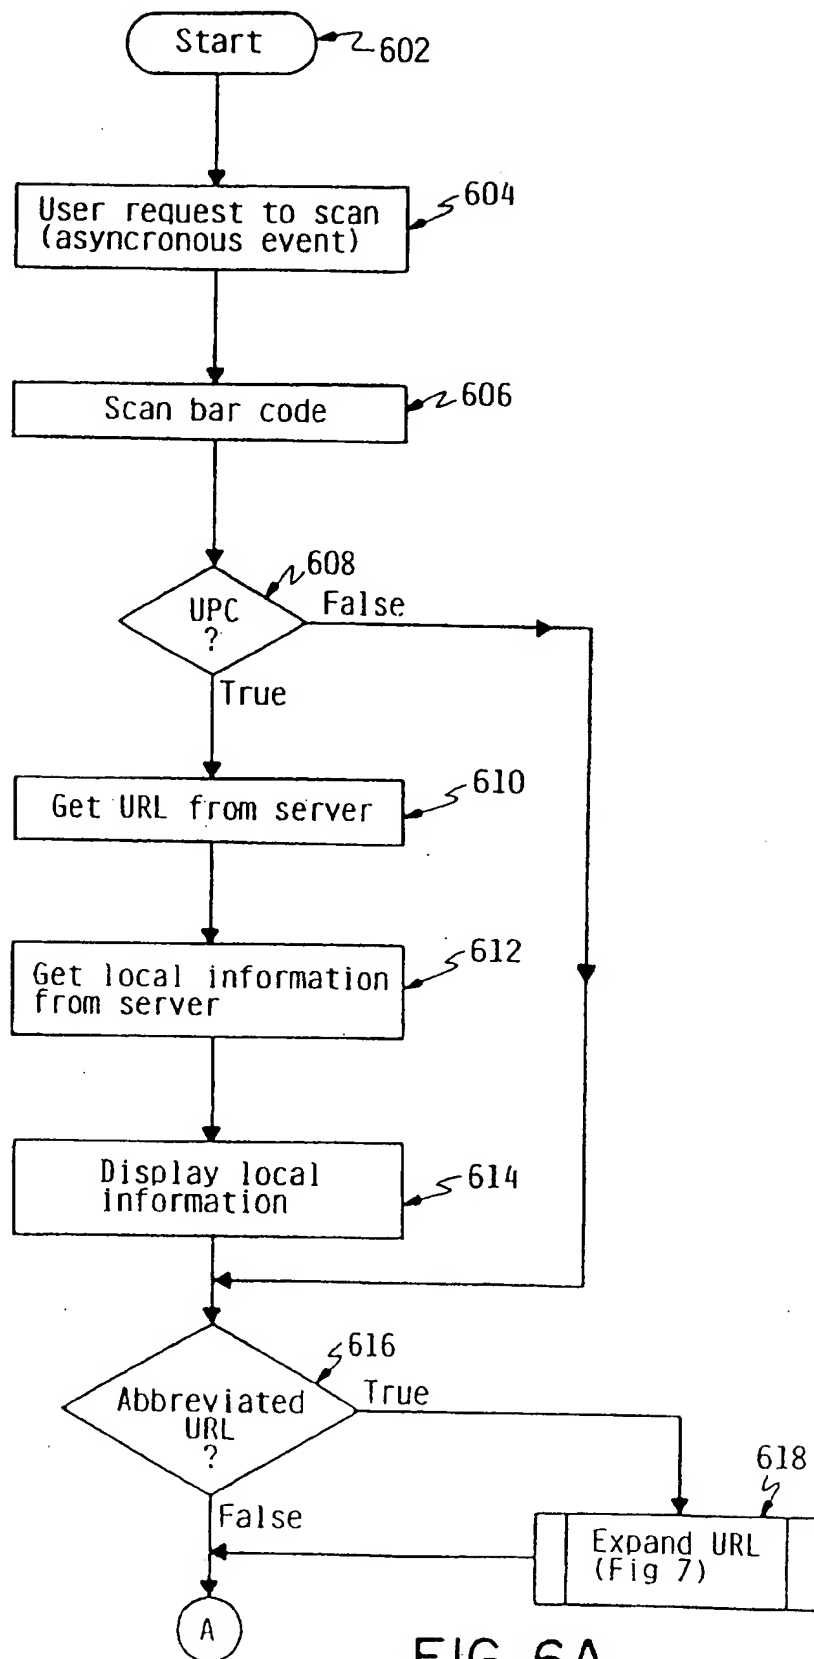 Start
602
User request to scan
(asyncronous event)
604
Scan bar code
606
608
UPC
?
False
True
Get URL from server
610
Get local information
from server
612
Display local
information
614
616
Abbreviated
URL
?
True
False
618
Expand URL
(Fig 7)
A
FIG. 6A